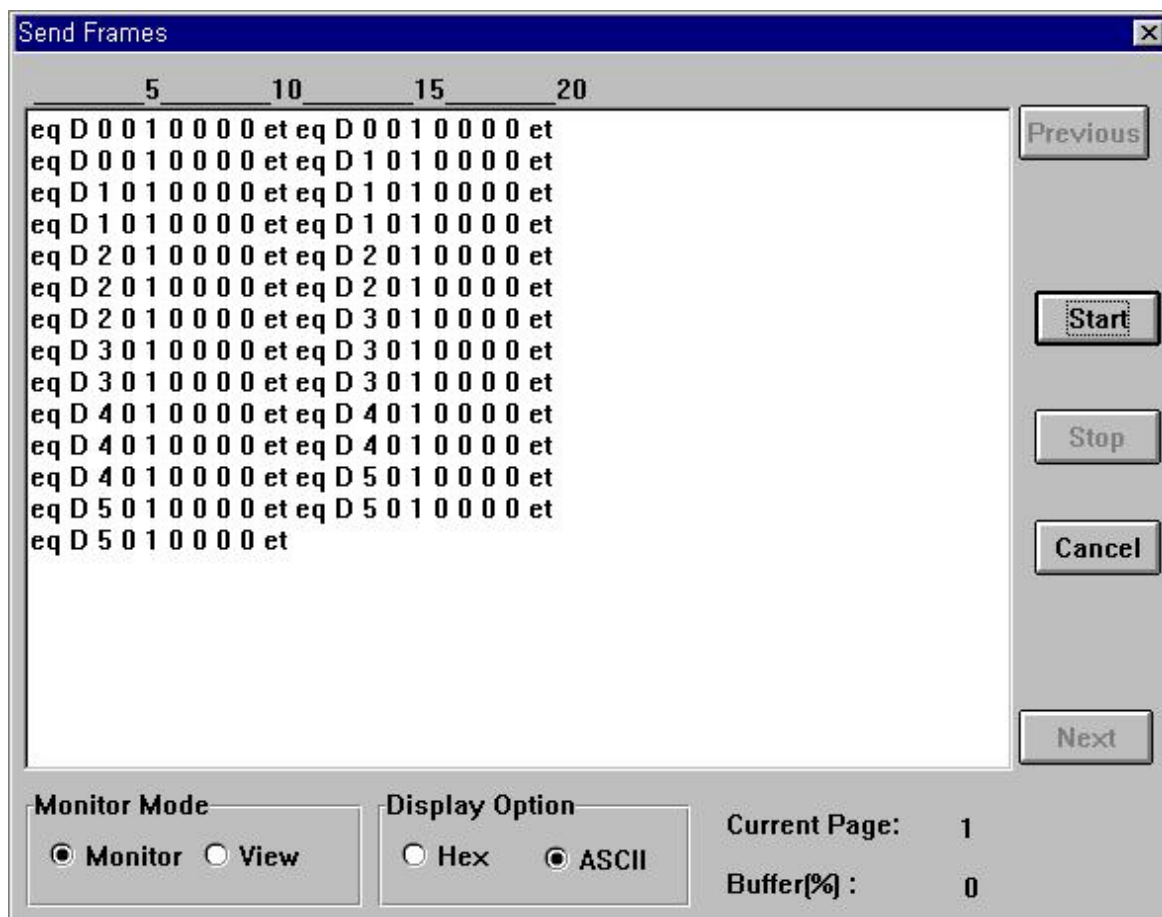 Send Frames
_______5_______10_______15_______20
eq D 0 0 1 0 0 0 0 et eq D 0 0 1 0 0 0 0 et
eq D 0 0 1 0 0 0 0 et eq D 1 0 1 0 0 0 0 et
eq D 1 0 1 0 0 0 0 et eq D 1 0 1 0 0 0 0 et
eq D 1 0 1 0 0 0 0 et eq D 1 0 1 0 0 0 0 et
eq D 2 0 1 0 0 0 0 et eq D 2 0 1 0 0 0 0 et
eq D 2 0 1 0 0 0 0 et eq D 2 0 1 0 0 0 0 et
eq D 2 0 1 0 0 0 0 et eq D 3 0 1 0 0 0 0 et
eq D 3 0 1 0 0 0 0 et eq D 3 0 1 0 0 0 0 et
eq D 3 0 1 0 0 0 0 et eq D 3 0 1 0 0 0 0 et
eq D 4 0 1 0 0 0 0 et eq D 4 0 1 0 0 0 0 et
eq D 4 0 1 0 0 0 0 et eq D 4 0 1 0 0 0 0 et
eq D 4 0 1 0 0 0 0 et eq D 5 0 1 0 0 0 0 et
eq D 5 0 1 0 0 0 0 et eq D 5 0 1 0 0 0 0 et
eq D 5 0 1 0 0 0 0 et
Previous
Start
Stop
Cancel
Next
Monitor Mode
Monitor View
Display Option
Hex ASCII
Current Page: 1
Buffer(%) : 0